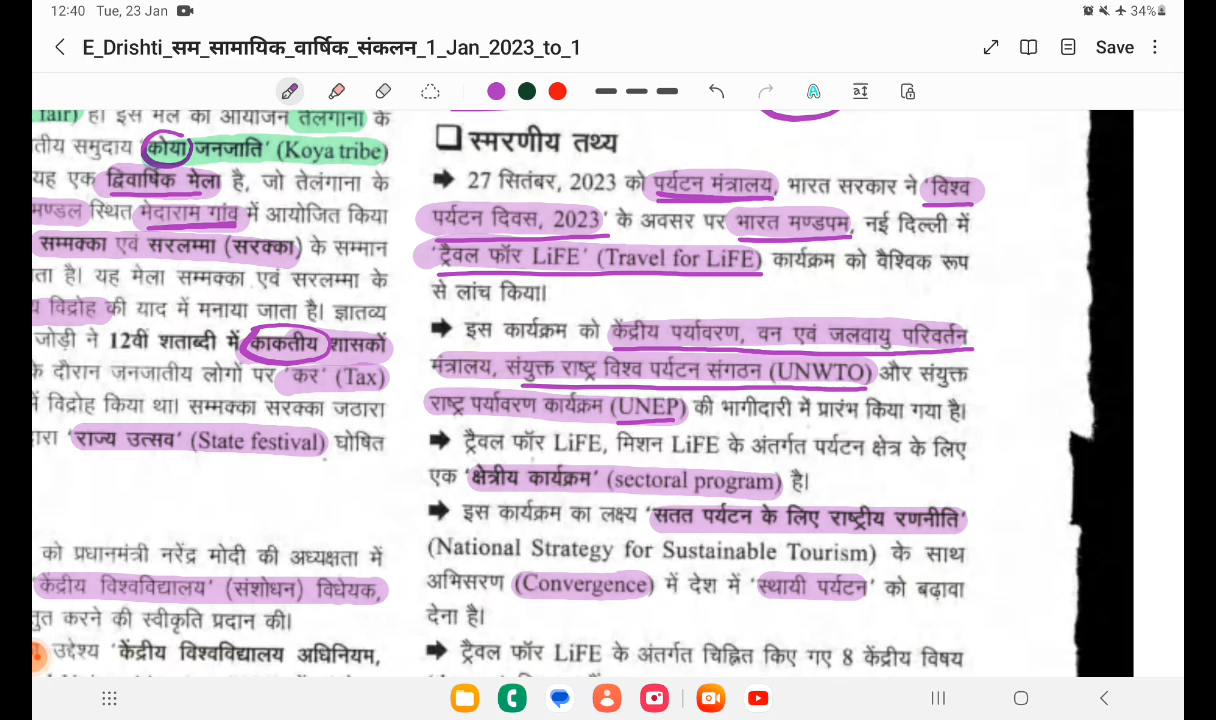 12:40 Tue, 23 Jan
34%
E_Drishti_सम_सामायिक_वार्षिक_संकलन_1_Jan_2023_to_1
Save
fair) है। इस मेले का आयोजन तेलंगाना के
तीय समुदाय 'कोया जनजाति' (Koya tribe)
यह एक द्विवार्षिक मेला है, जो तेलंगाना के
मण्डल स्थित मेदाराम गांव में आयोजित किया
सम्मक्का एवं सरलम्मा (सरक्का) के सम्मान
ता है। यह मेला सम्मक्का एवं सरलम्मा के
विद्रोह की याद में मनाया जाता है। ज्ञातव्य
जोड़ी ने 12वीं शताब्दी में काकतीय शासकों
के दौरान जनजातीय लोगों पर 'कर' (Tax)
में विद्रोह किया था। सम्मक्का सरक्का जठारा
ारा 'राज्य उत्सव' (State festival) घोषित
को प्रधानमंत्री नरेंद्र मोदी की अध्यक्षता में
केंद्रीय विश्वविद्यालय' (संशोधन) विधेयक,
तुत करने की स्वीकृति प्रदान की।
उद्देश्य 'केंद्रीय विश्वविद्यालय अधिनियम,
❑ स्मरणीय तथ्य
➡ 27 सितंबर, 2023 को पर्यटन मंत्रालय, भारत सरकार ने 'विश्व
पर्यटन दिवस, 2023' के अवसर पर भारत मण्डपम, नई दिल्ली में
'ट्रैवल फॉर LiFE' (Travel for LiFE) कार्यक्रम को वैश्विक रूप
से लांच किया।
➡ इस कार्यक्रम को केंद्रीय पर्यावरण, वन एवं जलवायु परिवर्तन
मंत्रालय, संयुक्त राष्ट्र विश्व पर्यटन संगठन (UNWTO) और संयुक्त
राष्ट्र पर्यावरण कार्यक्रम (UNEP) की भागीदारी में प्रारंभ किया गया है।
➡ ट्रैवल फॉर LiFE, मिशन LiFE के अंतर्गत पर्यटन क्षेत्र के लिए
एक 'क्षेत्रीय कार्यक्रम' (sectoral program) है।
➡ इस कार्यक्रम का लक्ष्य 'सतत पर्यटन के लिए राष्ट्रीय रणनीति'
(National Strategy for Sustainable Tourism) के साथ
अभिसरण (Convergence) में देश में 'स्थायी पर्यटन' को बढ़ावा
देना है।
➡ ट्रैवल फॉर LiFE के अंतर्गत चिह्नित किए गए 8 केंद्रीय विषय